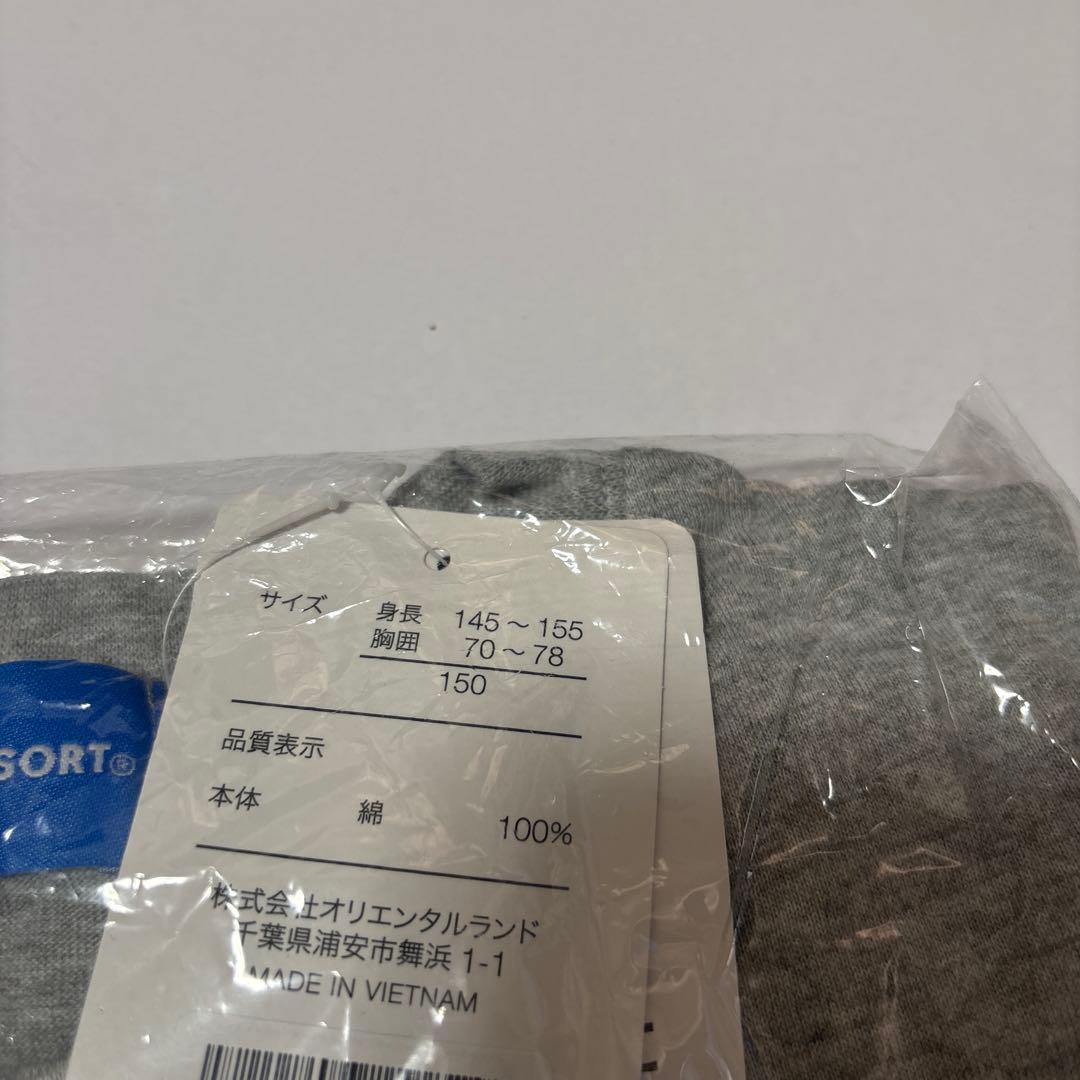 サイズ 身長 145～155
胸囲 70～78
150
品質表示
本体 綿 100%
株式会社オリエンタルランド
千葉県浦安市舞浜 1-1
MADE IN VIETNAM
SORT®